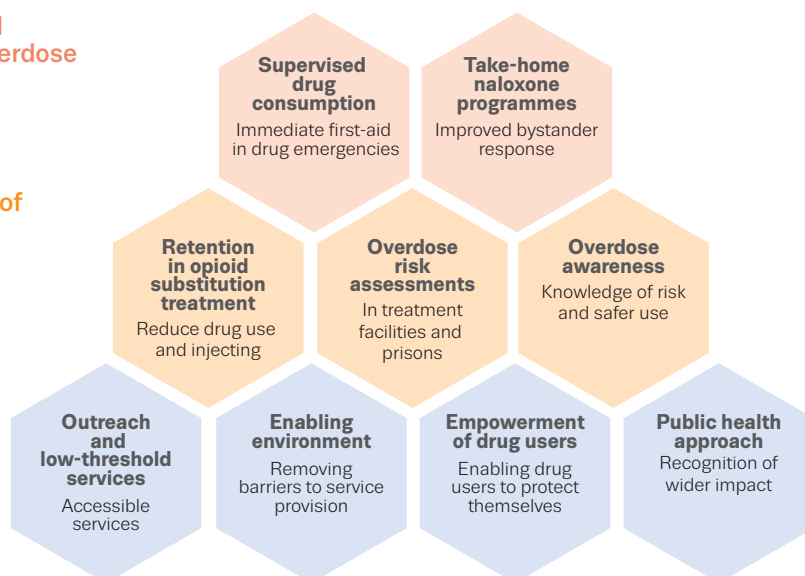 erdose
of
Supervised
drug
consumption
Immediate first-aid
in drug emergencies
Take-home
naloxone
programmes
Improved bystander
response
Retention
in opioid
substitution
treatment
Reduce drug use
and injecting
Overdose
risk
assessments
In treatment
facilities and
prisons
Overdose
awareness
Knowledge of risk
and safer use
Outreach
and
low-threshold
services
Accessible
services
Enabling
environment
Removing
barriers to service
provision
Empowerment
of drug users
Enabling drug
users to protect
themselves
Public health
approach
Recognition of
wider impact